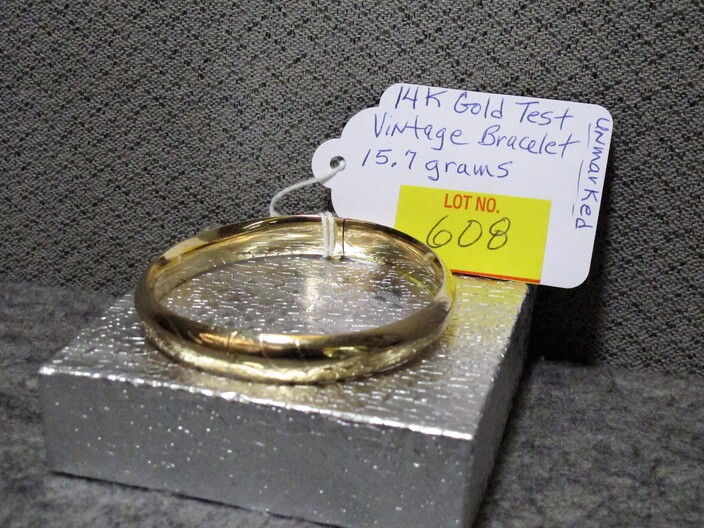 14K Gold Test
Vintage Bracelet
15.7 grams
unmarked
LOT NO.
608